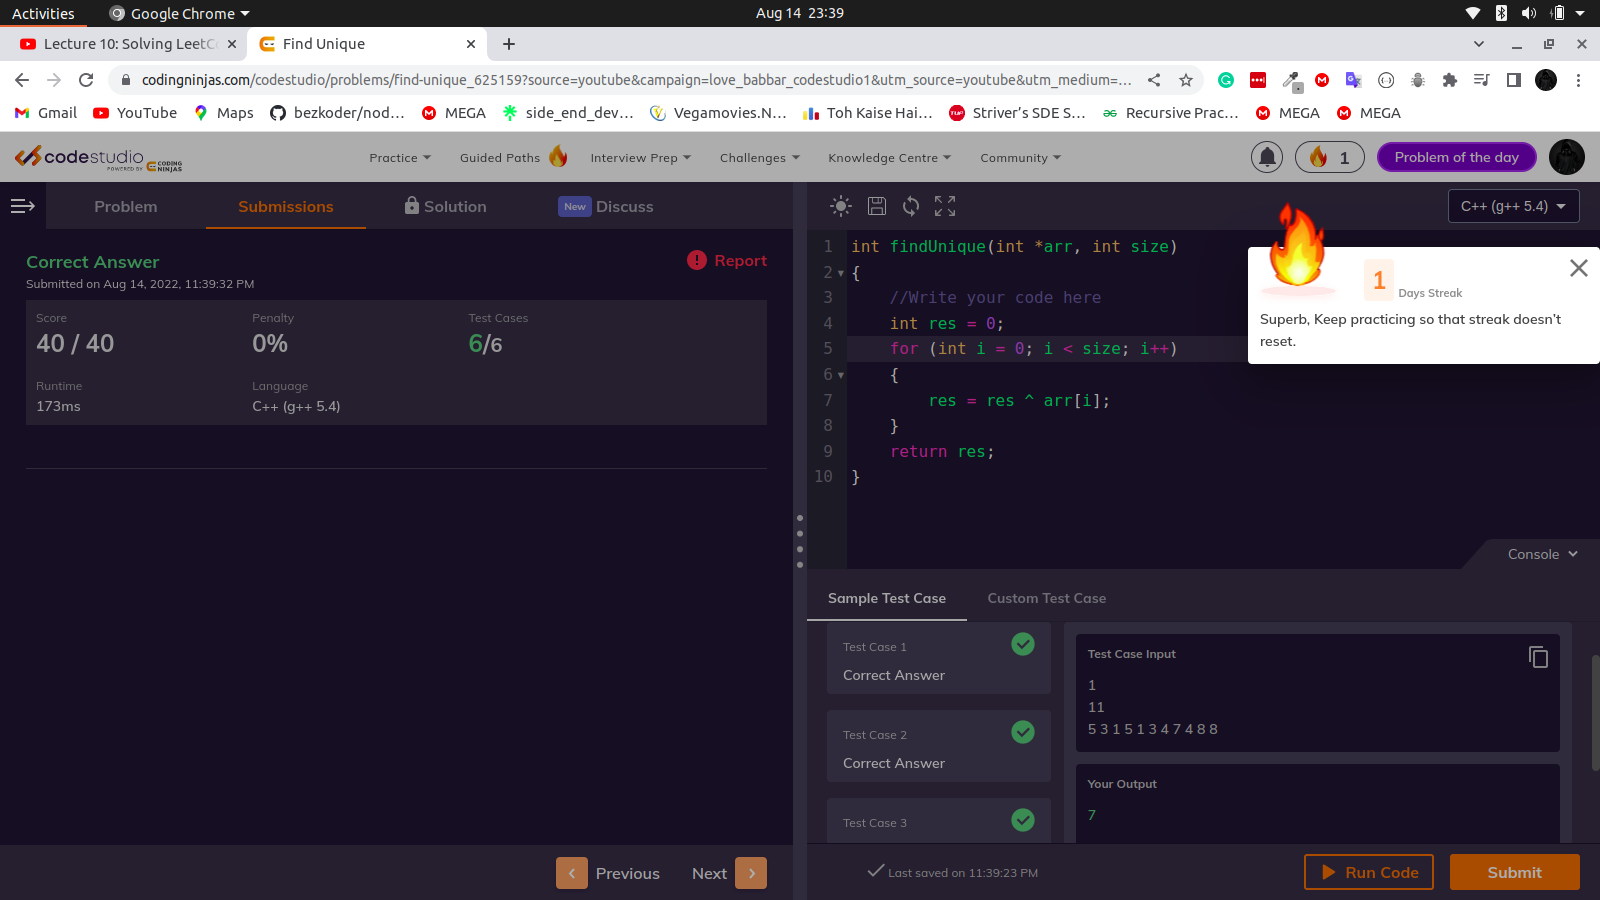 Activities
Google Chrome
Aug 14 23:39
Lecture 10: Solving LeetC
Find Unique
codingninjas.com/codestudio/problems/find-unique_625159?source=youtube&campaign=love_babbar_codestudio1&utm_source=youtube&utm_medium=...
Gmail
YouTube
Maps
bezkoder/nod...
MEGA
side_end_dev...
Vegamovies.N...
Toh Kaise Hai...
Striver's SDE S...
Recursive Prac...
MEGA
MEGA
codestudio
POWERED BY
CODING NINJAS
Practice
Guided Paths
Interview Prep
Challenges
Knowledge Centre
Community
1
Problem of the day
Problem
Submissions
Solution
New
Discuss
C++ (g++ 5.4)
Correct Answer
Report
Submitted on Aug 14, 2022, 11:39:32 PM
Score
Penalty
Test Cases
40 / 40
0%
6/6
Runtime
Language
173ms
C++ (g++ 5.4)
1 int findUnique(int *arr, int size)
2 {
3 //Write your code here
4 int res = 0;
5 for (int i = 0; i < size; i++)
6 {
7 res = res ^ arr[i];
8 }
9 return res;
10 }
1
Days Streak
Superb, Keep practicing so that streak doesn't
reset.
Console
Sample Test Case
Custom Test Case
Test Case 1
Correct Answer
Test Case 2
Correct Answer
Test Case 3
Test Case Input
1
11
5 3 1 5 1 3 4 7 4 8 8
Your Output
7
Previous
Next
Last saved on 11:39:23 PM
Run Code
Submit